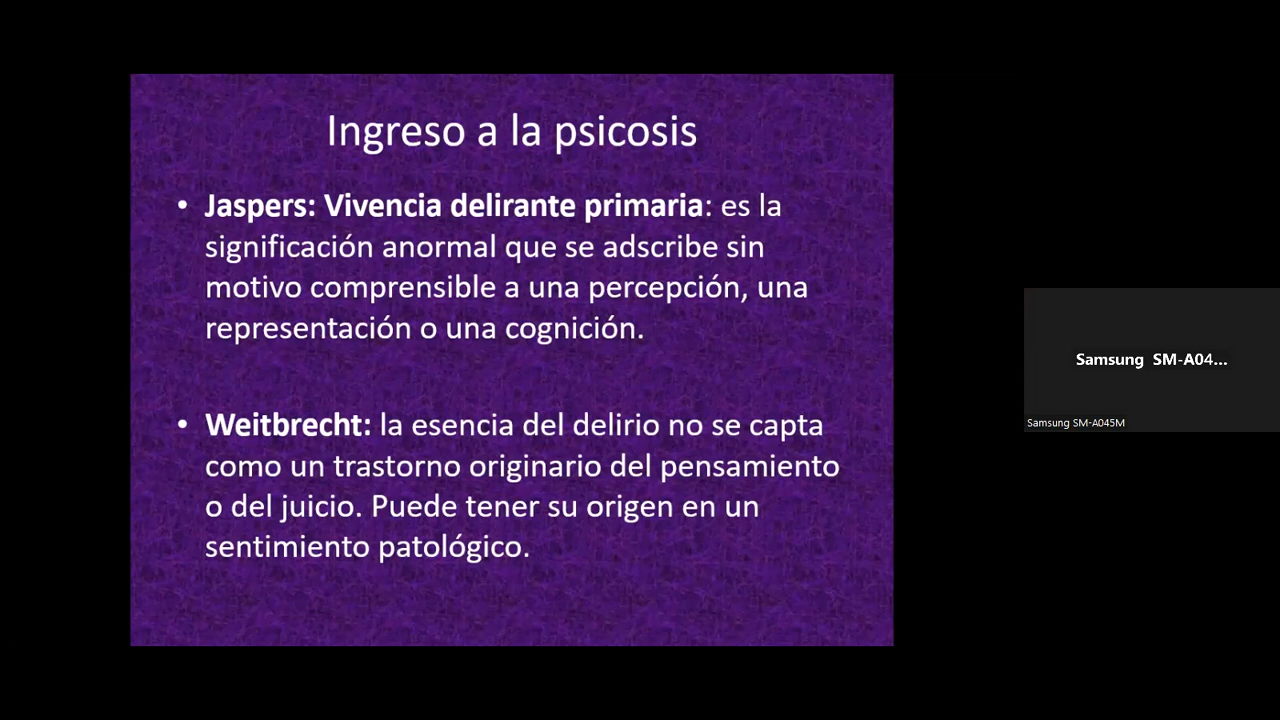 Ingreso a la psicosis
• Jaspers: Vivencia delirante primaria: es la
significación anormal que se adscribe sin
motivo comprensible a una percepción, una
representación o una cognición.
• Weitbrecht: la esencia del delirio no se capta
como un trastorno originario del pensamiento
o del juicio. Puede tener su origen en un
sentimiento patológico.
Samsung SM-A04...
Samsung SM-A045M